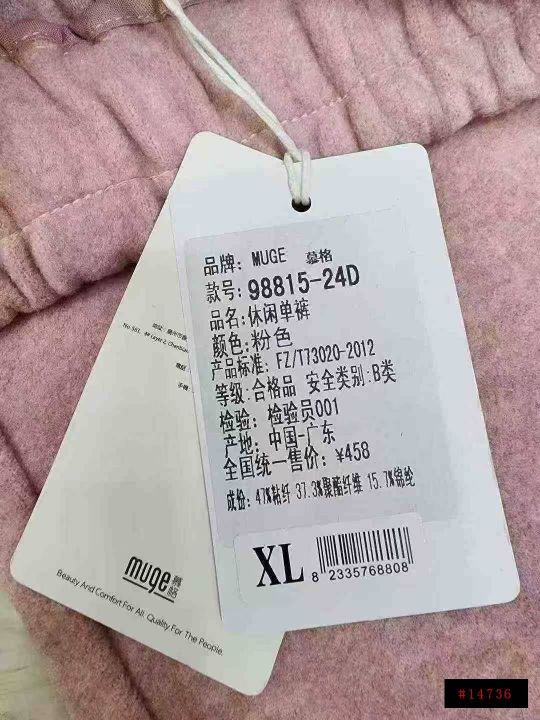 品牌: MUGE 慕格
款号: 98815-24D
品名:休闲单裤
颜色:粉色
产品标准: FZ/T73020-2012
等级:合格品 安全类别:B类
检验: 检验员001
产地: 中国-广东
全国统一售价: ¥458
成份: 47%粘纤 37.3%聚酯纤维 15.7%锦纶
XL
8 2335768808
No.501,
muge 慕格
Beauty And Comfort For All. Quality For The People.
#14736